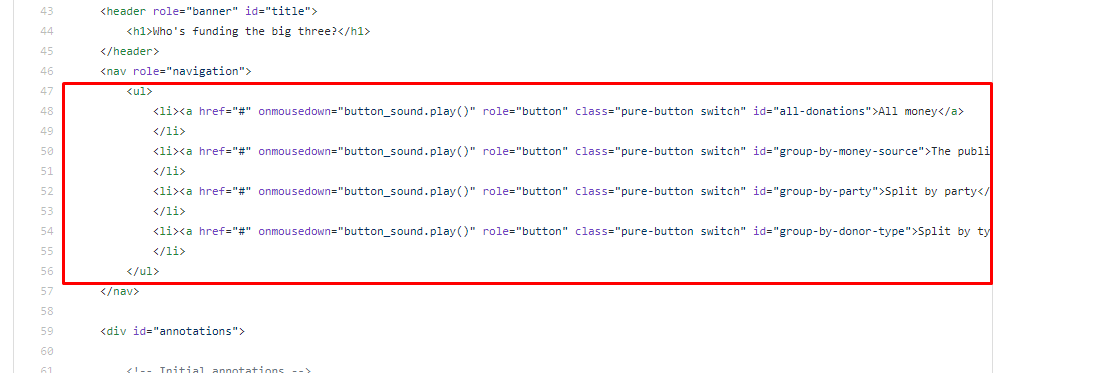 43 <header role="banner" id="title">
44 <h1>Who's funding the big three?</h1>
45 </header>
46 <nav role="navigation">
47 <ul>
48 <li><a href="#" onmousedown="button_sound.play()" role="button" class="pure-button switch" id="all-donations">All money</a>
49 </li>
50 <li><a href="#" onmousedown="button_sound.play()" role="button" class="pure-button switch" id="group-by-money-source">The publi
51 </li>
52 <li><a href="#" onmousedown="button_sound.play()" role="button" class="pure-button switch" id="group-by-party">Split by party</
53 </li>
54 <li><a href="#" onmousedown="button_sound.play()" role="button" class="pure-button switch" id="group-by-donor-type">Split by ty
55 </li>
56 </ul>
57 </nav>
58
59 <div id="annotations">
60
61 <!-- Initial annotations -->